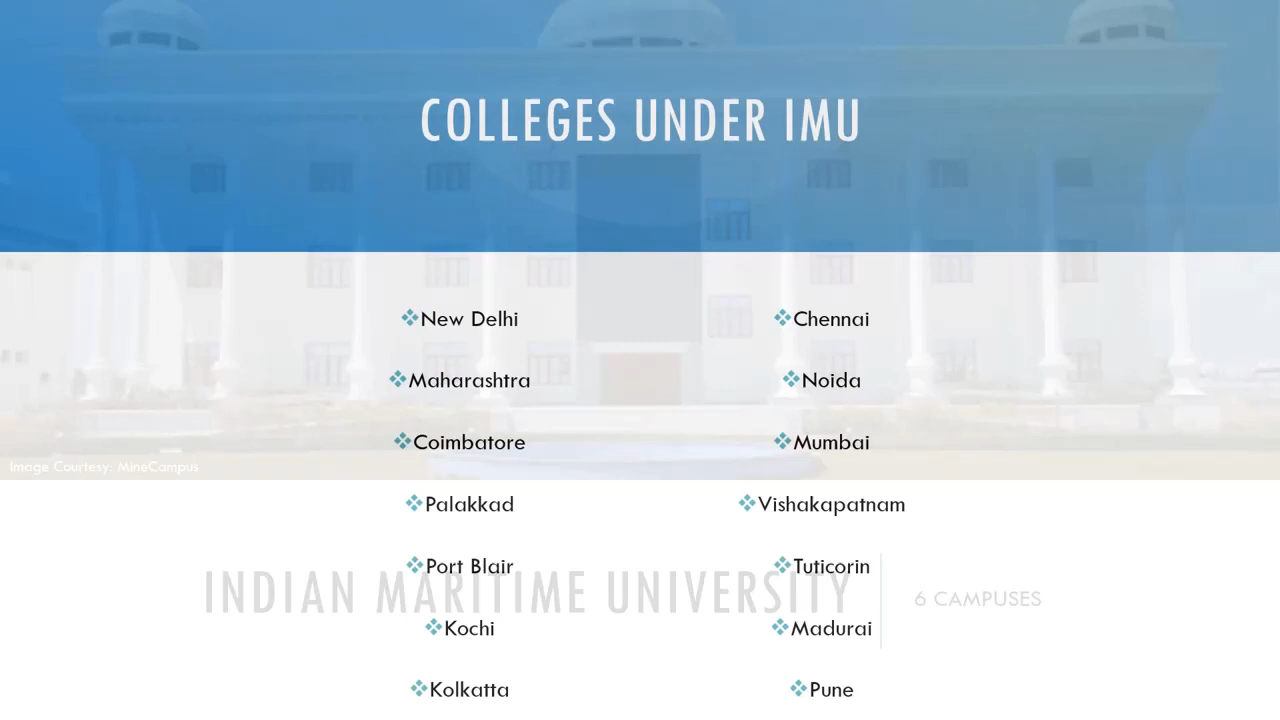 COLLEGES UNDER IMU
New Delhi
Maharashtra
Coimbatore
Palakkad
Port Blair
Kochi
Kolkatta
Chennai
Noida
Mumbai
Vishakapatnam
Tuticorin
Madurai
Pune
Image Courtesy: MineCampus
INDIAN MARITIME UNIVERSITY
6 CAMPUSES